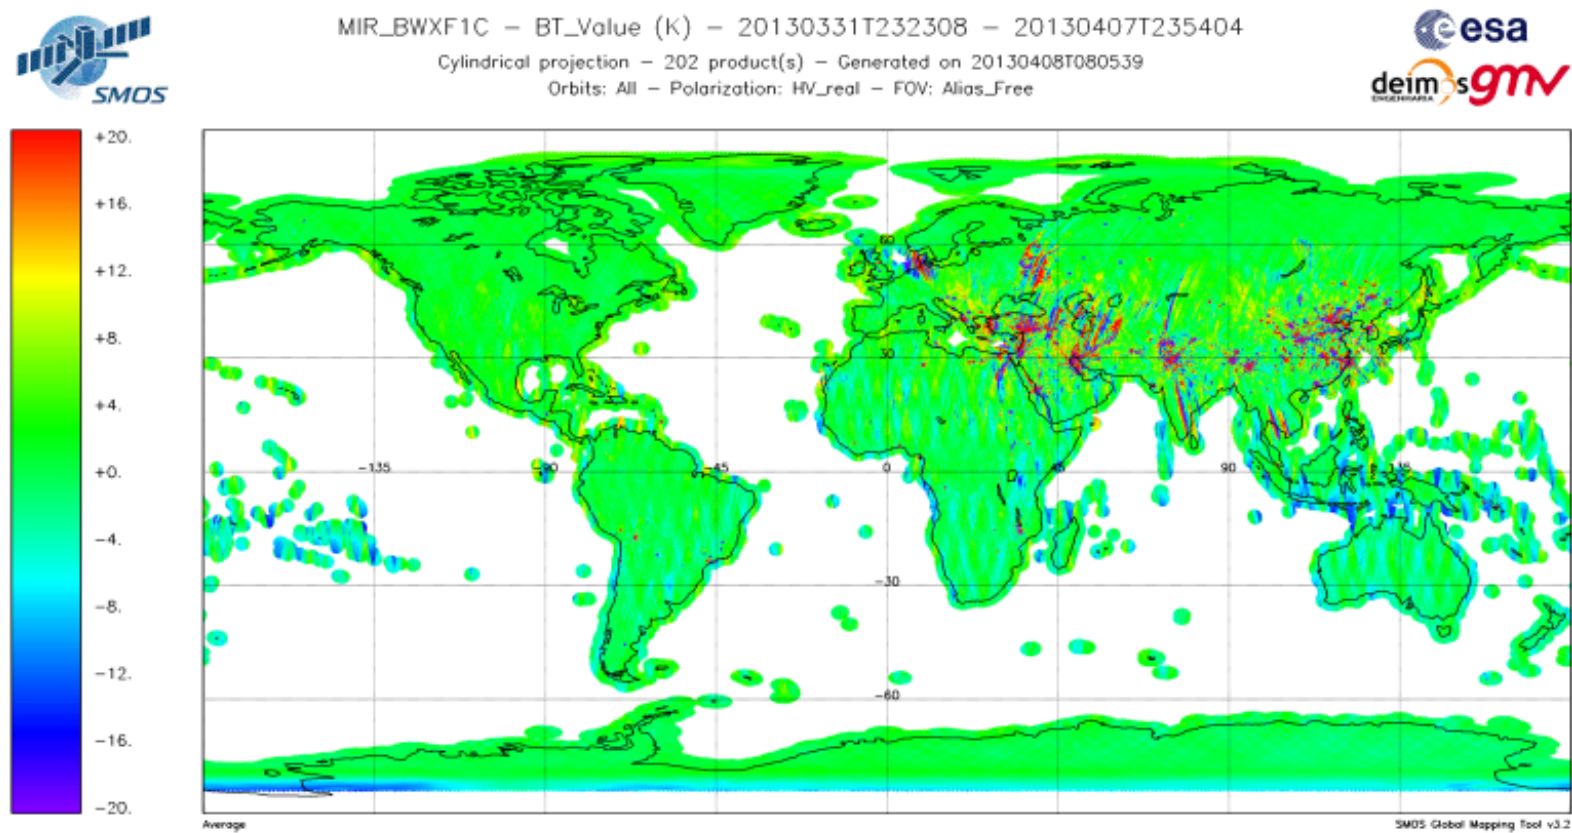 MIR_BWXF1C – BT_Value (K) – 20130331T232308 – 20130407T235404
Cylindrical projection – 202 product(s) – Generated on 20130408T080539
Orbits: All – Polarization: HV_real – FOV: Alias_Free
SMOS
esa
deimos
ENGENHARIA
gmv
+20.
+16.
+12.
+8.
+4.
+0.
−4.
−8.
−12.
−16.
−20.
60
30
−135
−90
−45
0
45
90
135
−30
−60
Average
SMOS Global Mapping Tool v3.2